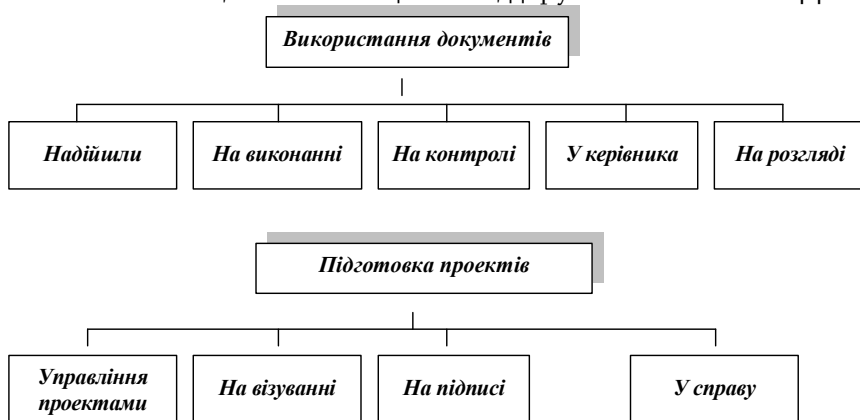 Використання документів
Надійшли
На виконанні
На контролі
У керівника
На розгляді
Підготовка проектів
Управління
проектами
На візуванні
На підписі
У справу